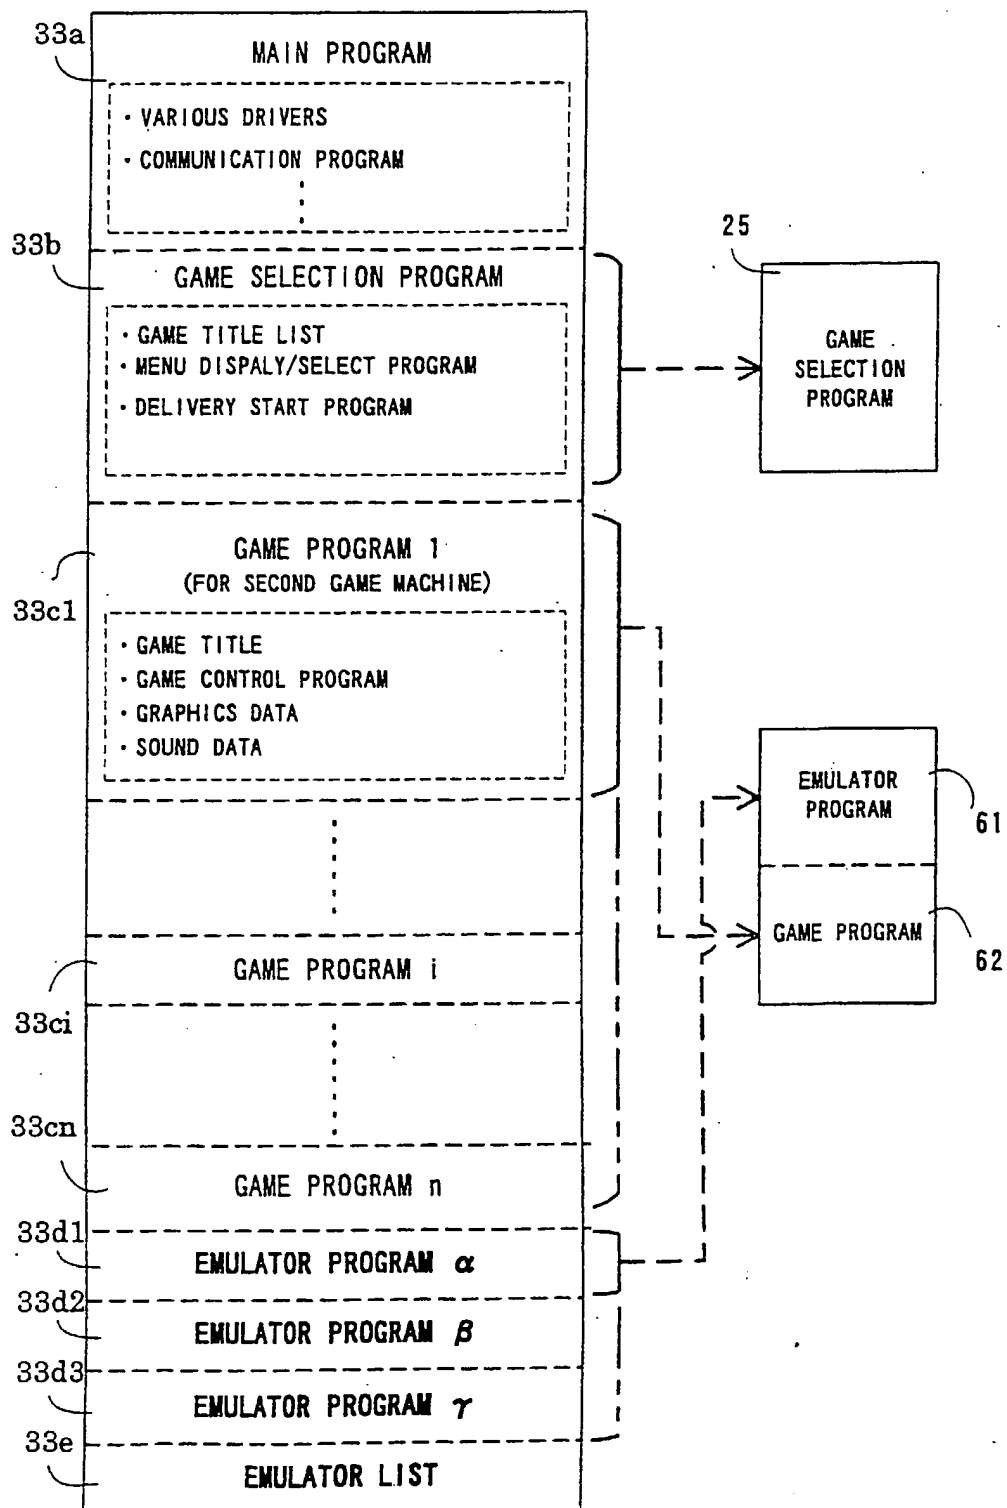 33a
MAIN PROGRAM
· VARIOUS DRIVERS
· COMMUNICATION PROGRAM
33b
GAME SELECTION PROGRAM
· GAME TITLE LIST
· MENU DISPALY/SELECT PROGRAM
· DELIVERY START PROGRAM
25
GAME
SELECTION
PROGRAM
33c1
GAME PROGRAM 1
(FOR SECOND GAME MACHINE)
· GAME TITLE
· GAME CONTROL PROGRAM
· GRAPHICS DATA
· SOUND DATA
EMULATOR
PROGRAM
61
GAME PROGRAM
62
33ci
GAME PROGRAM i
33cn
GAME PROGRAM n
33d1
EMULATOR PROGRAM α
33d2
EMULATOR PROGRAM β
33d3
EMULATOR PROGRAM γ
33e
EMULATOR LIST